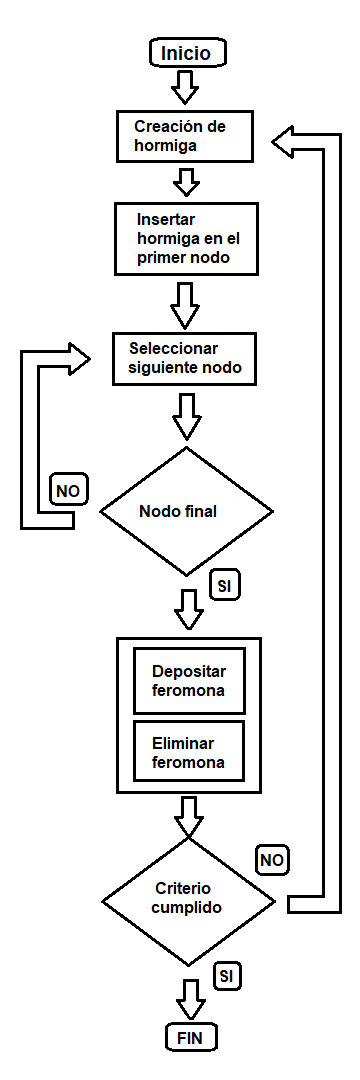 Inicio
Creación de
hormiga
Insertar
hormiga en el
primer nodo
Seleccionar
siguiente nodo
NO
Nodo final
SI
Depositar
feromona
Eliminar
feromona
NO
Criterio
cumplido
SI
FIN